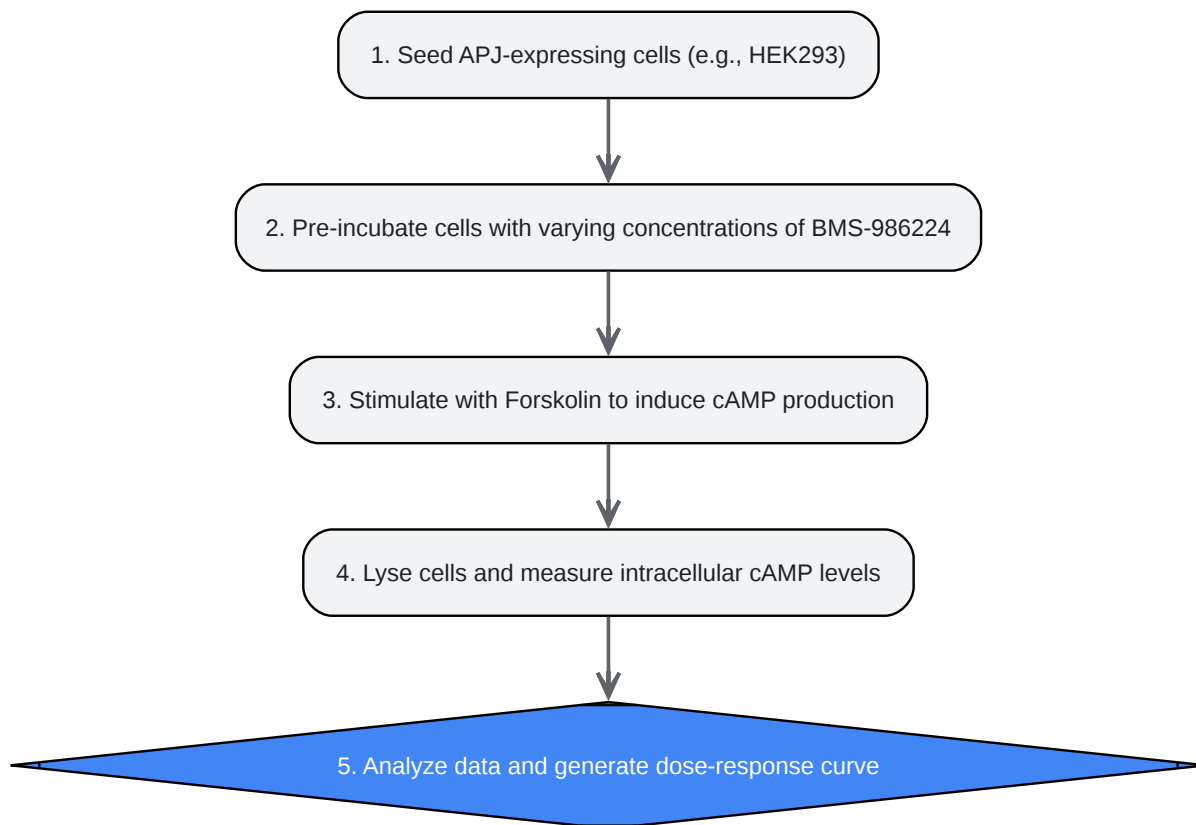 1. Seed APJ-expressing cells (e.g., HEK293)
2. Pre-incubate cells with varying concentrations of BMS-986224
3. Stimulate with Forskolin to induce cAMP production
4. Lyse cells and measure intracellular cAMP levels
5. Analyze data and generate dose-response curve